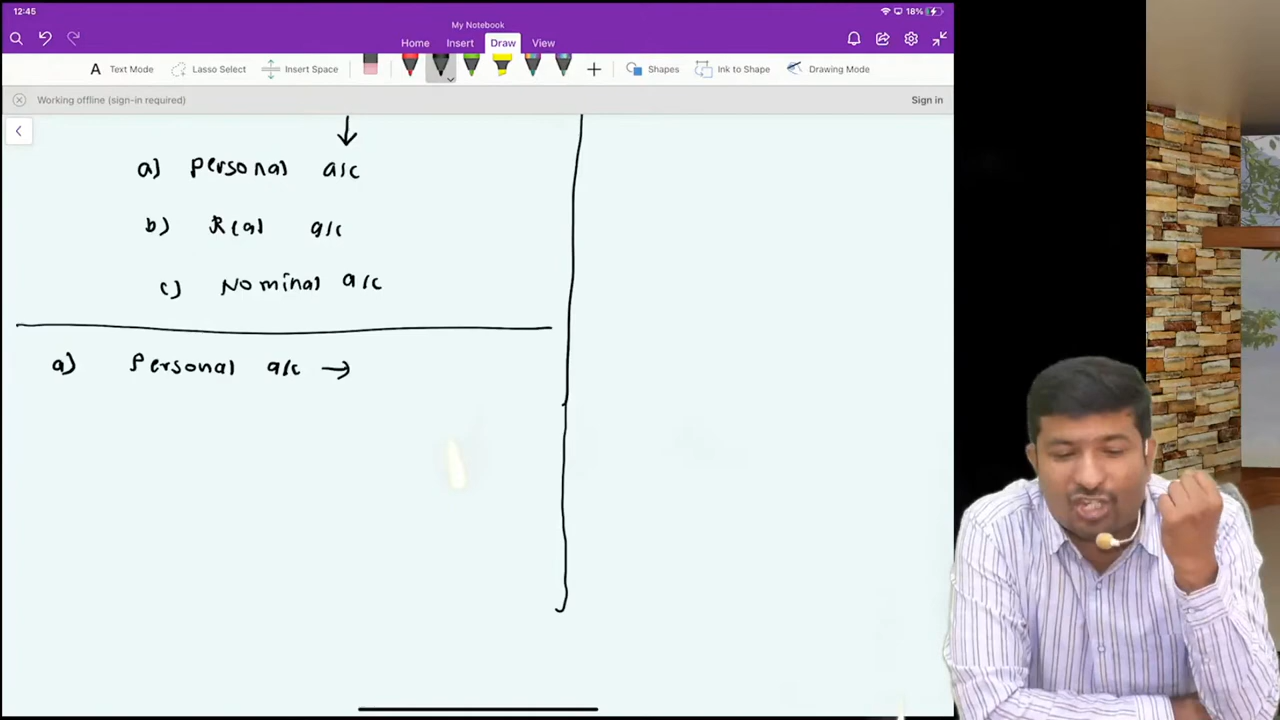 12:45
18%
My Notebook
Home Insert Draw View
Text Mode Lasso Select Insert Space Shapes Ink to Shape Drawing Mode
Working offline (sign-in required) Sign in
a) Personal a/c
b) Real a/c
c) Nominal a/c
a) Personal a/c →